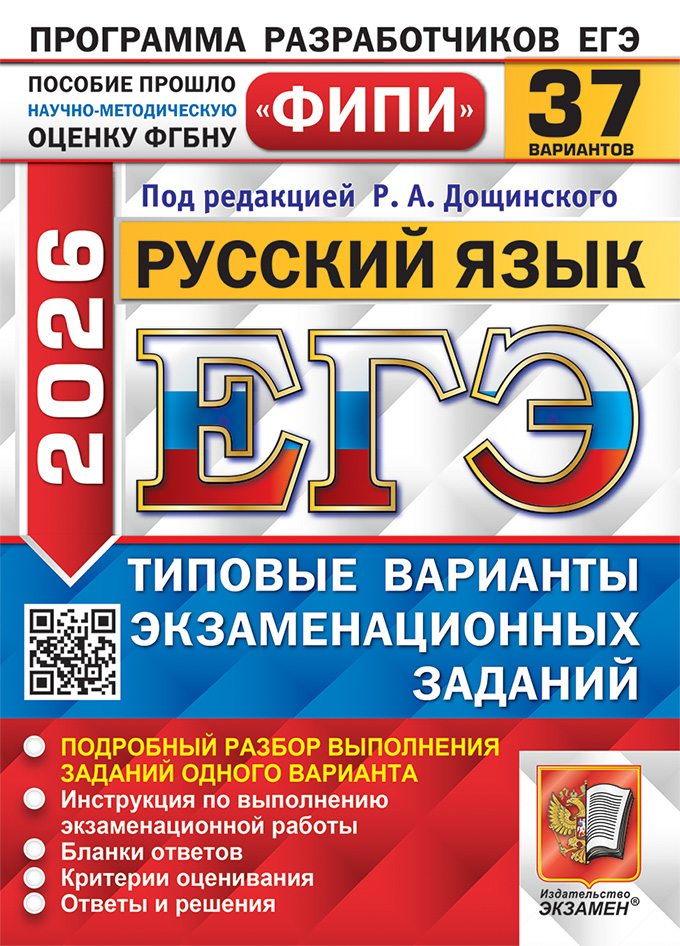 ПРОГРАММА РАЗРАБОТЧИКОВ ЕГЭ
ПОСОБИЕ ПРОШЛО
НАУЧНО-МЕТОДИЧЕСКУЮ
ОЦЕНКУ ФГБНУ
«ФИПИ»
37
ВАРИАНТОВ
Под редакцией Р. А. Дощинского
2026
РУССКИЙ ЯЗЫК
ЕГЭ
ТИПОВЫЕ ВАРИАНТЫ
ЭКЗАМЕНАЦИОННЫХ
ЗАДАНИЙ
ПОДРОБНЫЙ РАЗБОР ВЫПОЛНЕНИЯ
ЗАДАНИЙ ОДНОГО ВАРИАНТА
Инструкция по выполнению
экзаменационной работы
Бланки ответов
Критерии оценивания
Ответы и решения
Издательство
ЭКЗАМЕН®